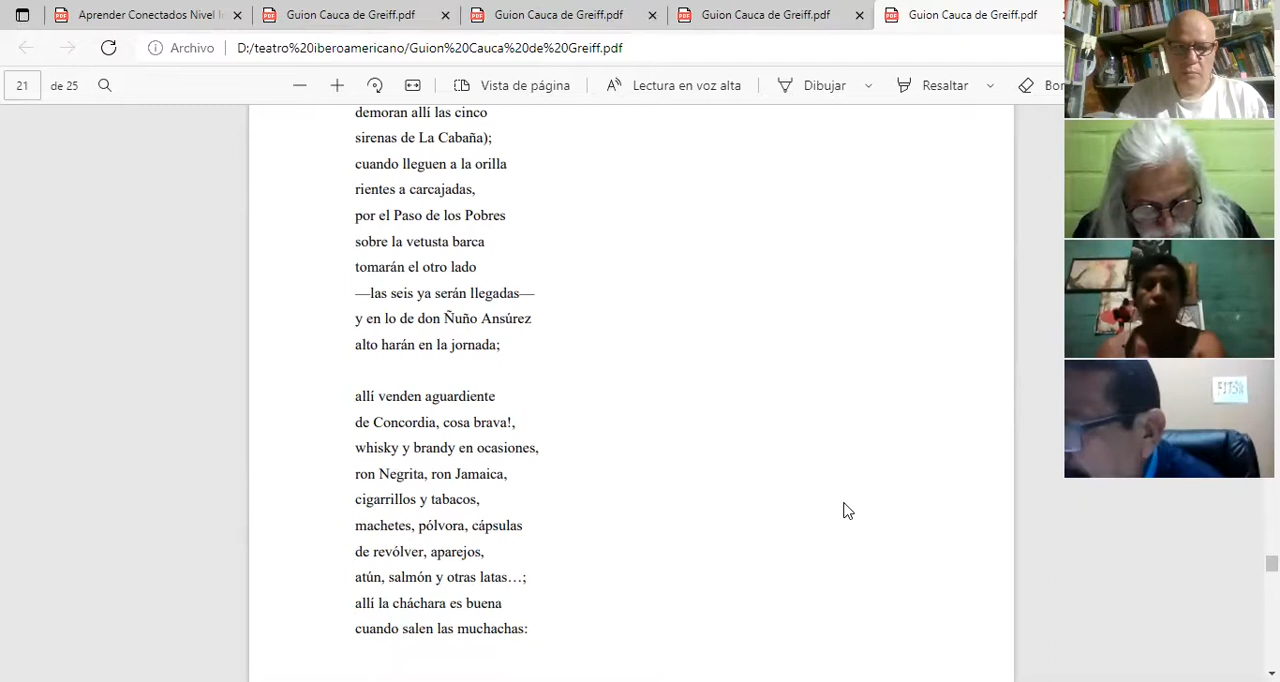 Aprender Conectados Nivel I
Guion Cauca de Greiff.pdf
Guion Cauca de Greiff.pdf
Guion Cauca de Greiff.pdf
Guion Cauca de Greiff.pdf
Archivo
D:/teatro%20iberoamericano/Guion%20Cauca%20de%20Greiff.pdf
21 de 25
Vista de página
Lectura en voz alta
Dibujar
Resaltar
Bor
demoran allí las cinco
sirenas de La Cabaña);
cuando lleguen a la orilla
rientes a carcajadas,
por el Paso de los Pobres
sobre la vetusta barca
tomarán el otro lado
—las seis ya serán llegadas—
y en lo de don Ñuño Ansúrez
alto harán en la jornada;
allí venden aguardiente
de Concordia, cosa brava!,
whisky y brandy en ocasiones,
ron Negrita, ron Jamaica,
cigarrillos y tabacos,
machetes, pólvora, cápsulas
de revólver, aparejos,
atún, salmón y otras latas…;
allí la cháchara es buena
cuando salen las muchachas: